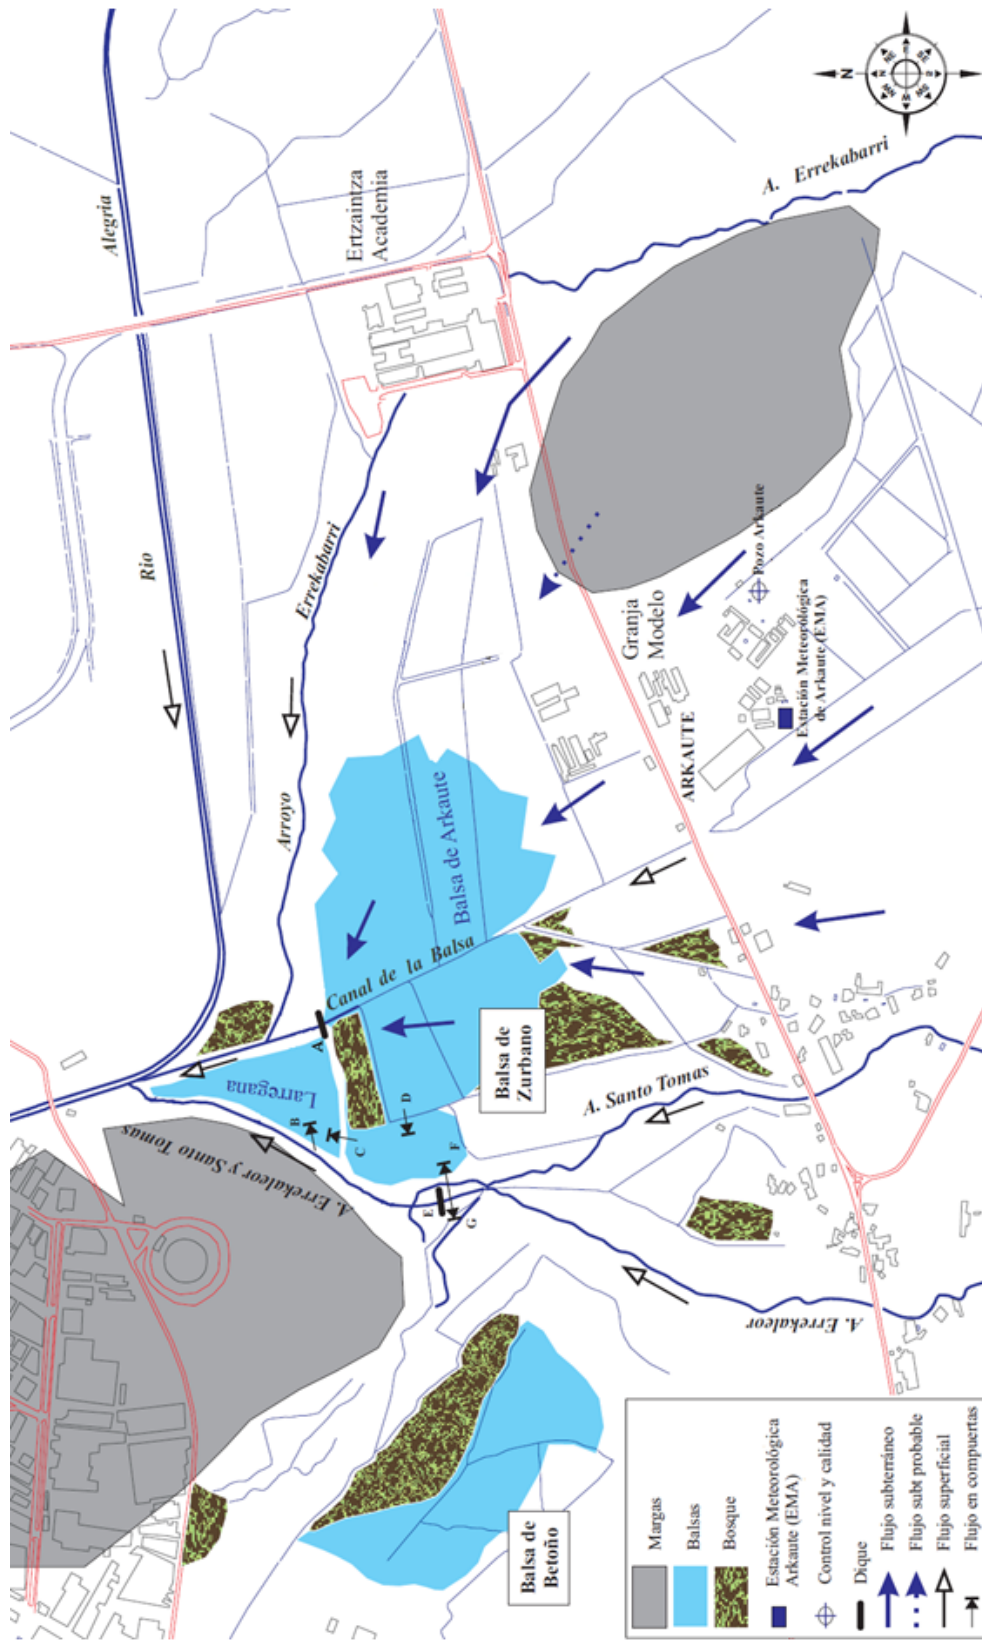 Alegria
Rio
Ertzaintza
Academia
A. Errekabarri
N
NE
SE
NW
Errekabarri
Arroyo
Granja
Modelo
Pozo Arkaute
Estación Meteorológica
de Arkaute (EMA)
ARKAUTE
Balsa de Arkaute
Canal de la Balsa
Larregana
A
B
C
D
E
F
G
Balsa de
Zurbano
A. Santo Tomas
A. Errekaleor y Santo Tomas
A. Errekaleor
Balsa de
Betoño
Margas
Balsas
Bosque
Estación Meteorológica
Arkaute (EMA)
Control nivel y calidad
Dique
Flujo subterráneo
Flujo subt probable
Flujo superficial
Flujo en compuertas